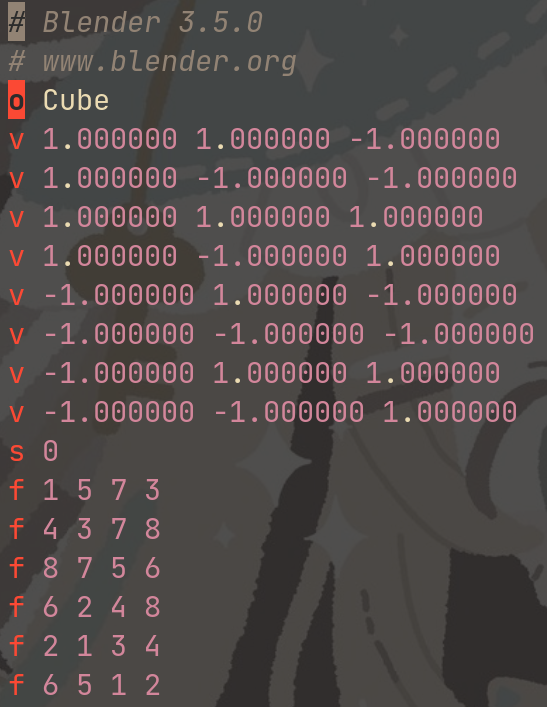 # Blender 3.5.0
# www.blender.org
o Cube
v 1.000000 1.000000 -1.000000
v 1.000000 -1.000000 -1.000000
v 1.000000 1.000000 1.000000
v 1.000000 -1.000000 1.000000
v -1.000000 1.000000 -1.000000
v -1.000000 -1.000000 -1.000000
v -1.000000 1.000000 1.000000
v -1.000000 -1.000000 1.000000
s 0
f 1 5 7 3
f 4 3 7 8
f 8 7 5 6
f 6 2 4 8
f 2 1 3 4
f 6 5 1 2